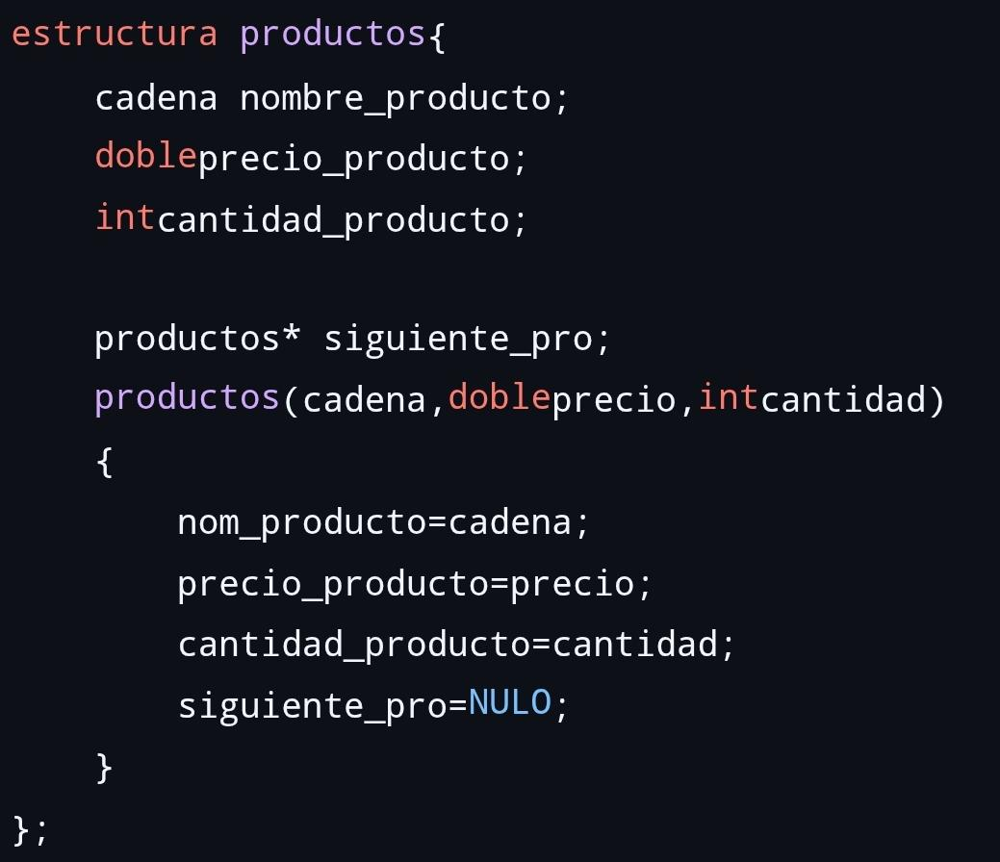 estructura productos{
cadena nombre_producto;
dobleprecio_producto;
intcantidad_producto;
productos* siguiente_pro;
productos(cadena,dobleprecio,intcantidad)
{
nom_producto=cadena;
precio_producto=precio;
cantidad_producto=cantidad;
siguiente_pro=NULO;
}
};